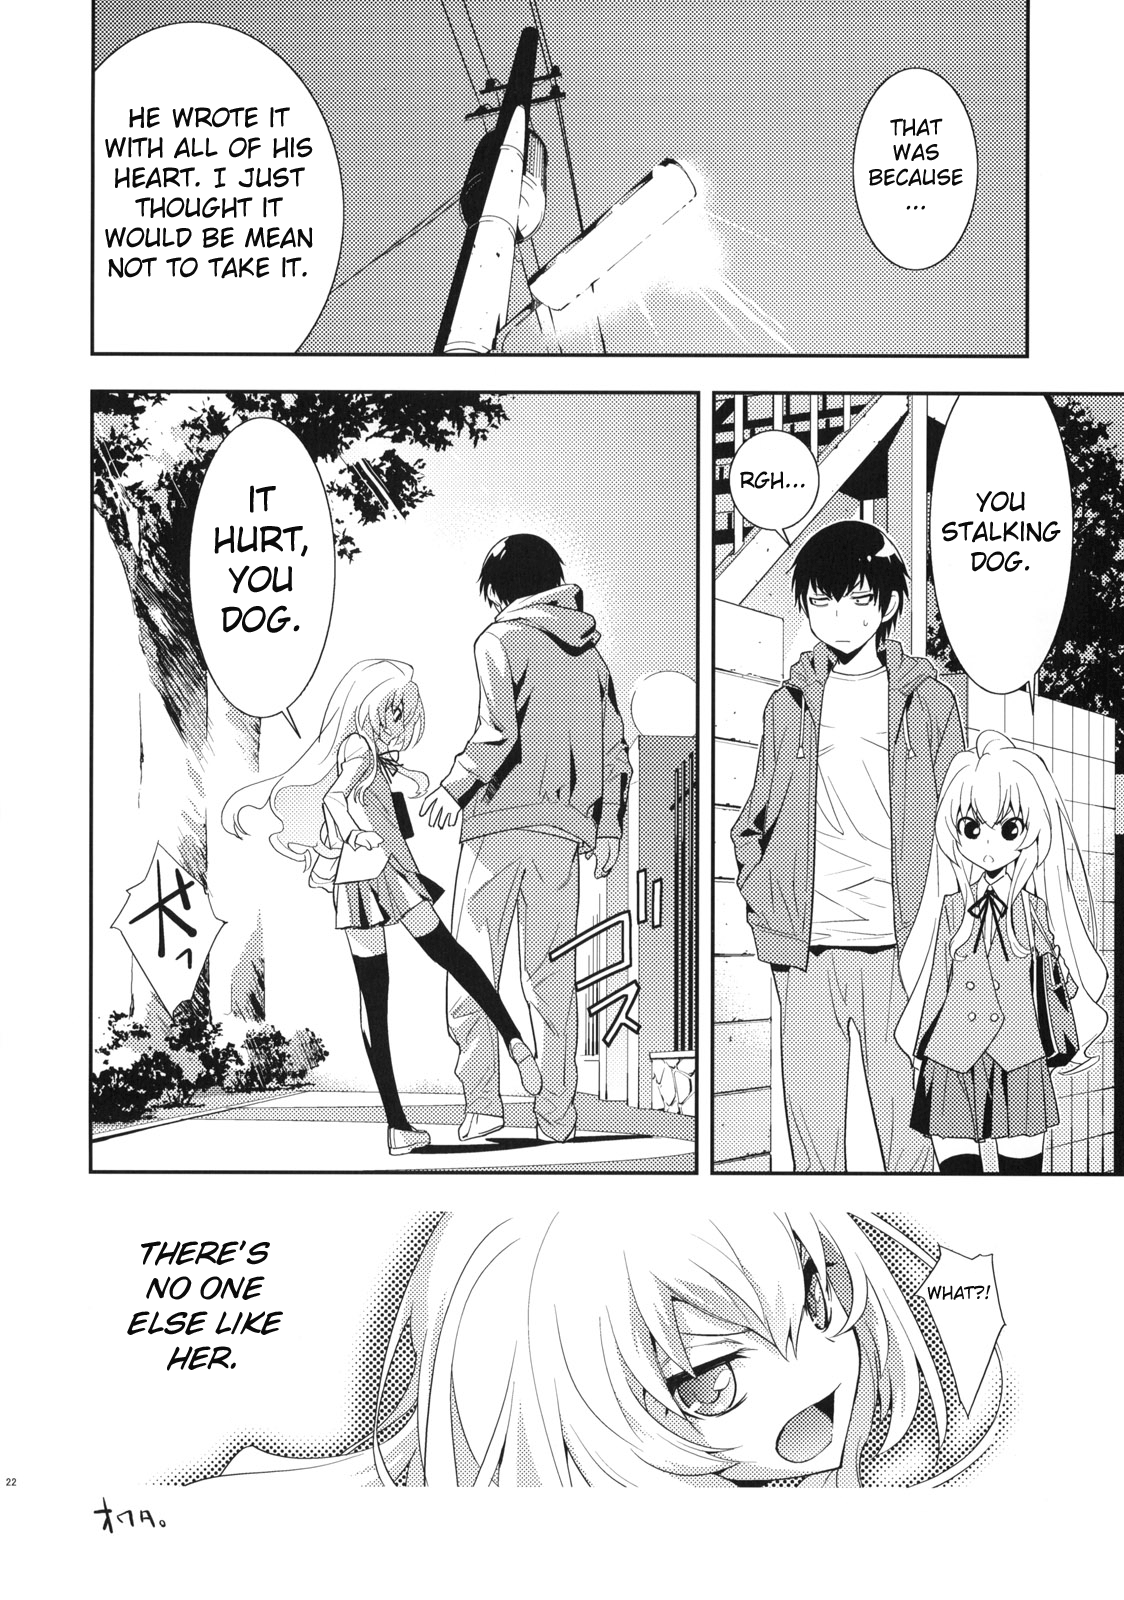 THAT
WAS
BECAUSE
...
HE WROTE IT
WITH ALL OF HIS
HEART. I JUST
THOUGHT IT
WOULD BE MEAN
NOT TO TAKE IT.
YOU
STALKING
DOG.
RGH...
IT
HURT,
YOU
DOG.
ゴス
WHAT?!
THERE'S
NO ONE
ELSE LIKE
HER.
22
オワタ。